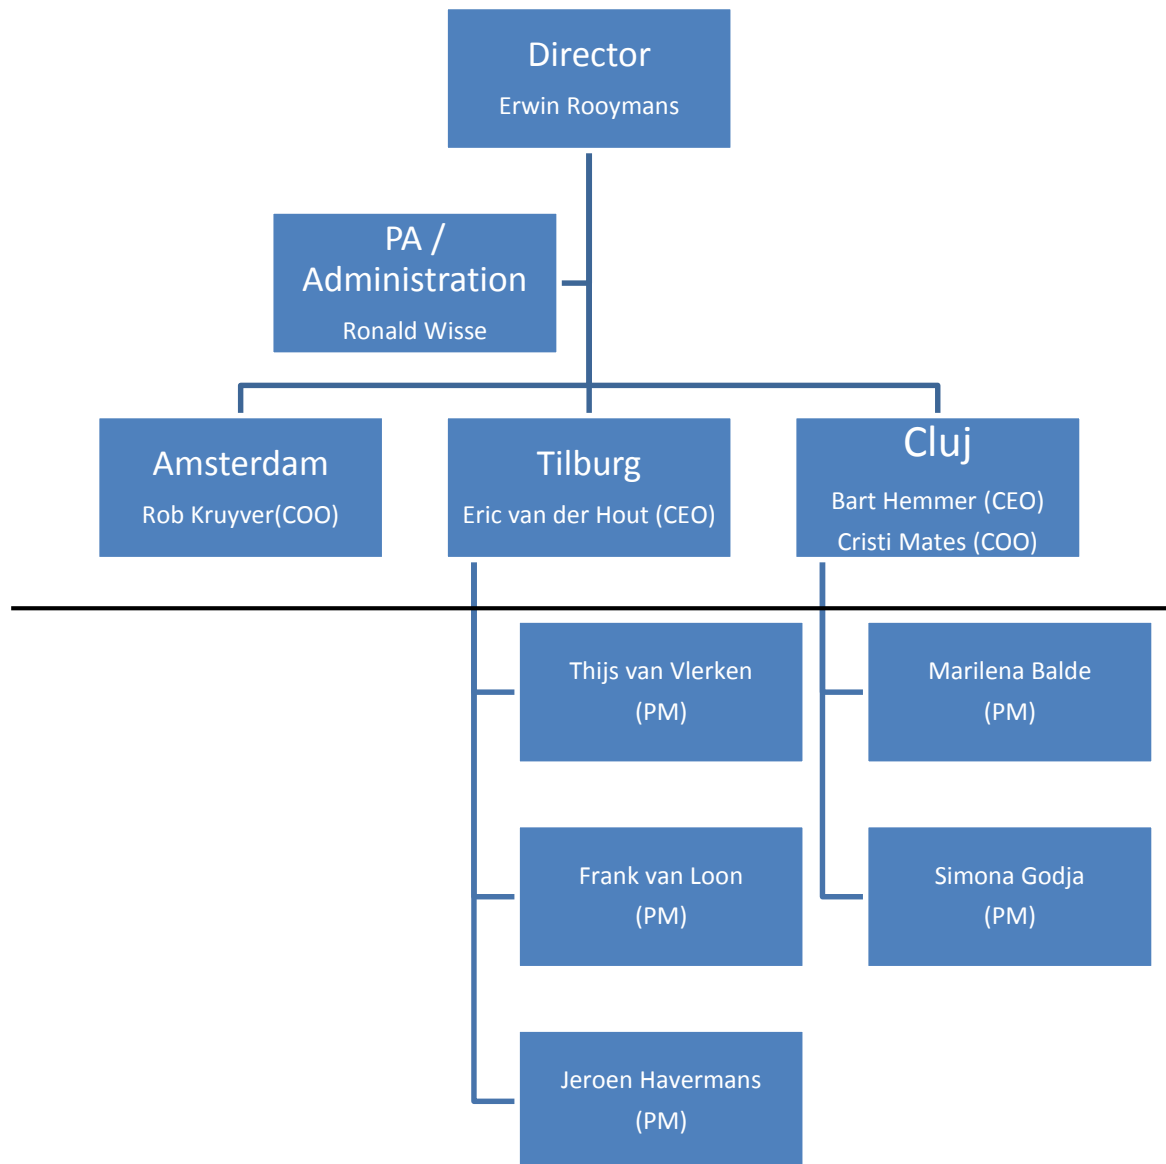 Director
Erwin Rooymans
PA /
Administration
Ronald Wisse
Amsterdam
Rob Kruyver(COO)
Tilburg
Eric van der Hout (CEO)
Cluj
Bart Hemmer (CEO)
Cristi Mates (COO)
Thijs van Vlerken
(PM)
Marilena Balde
(PM)
Frank van Loon
(PM)
Simona Godja
(PM)
Jeroen Havermans
(PM)